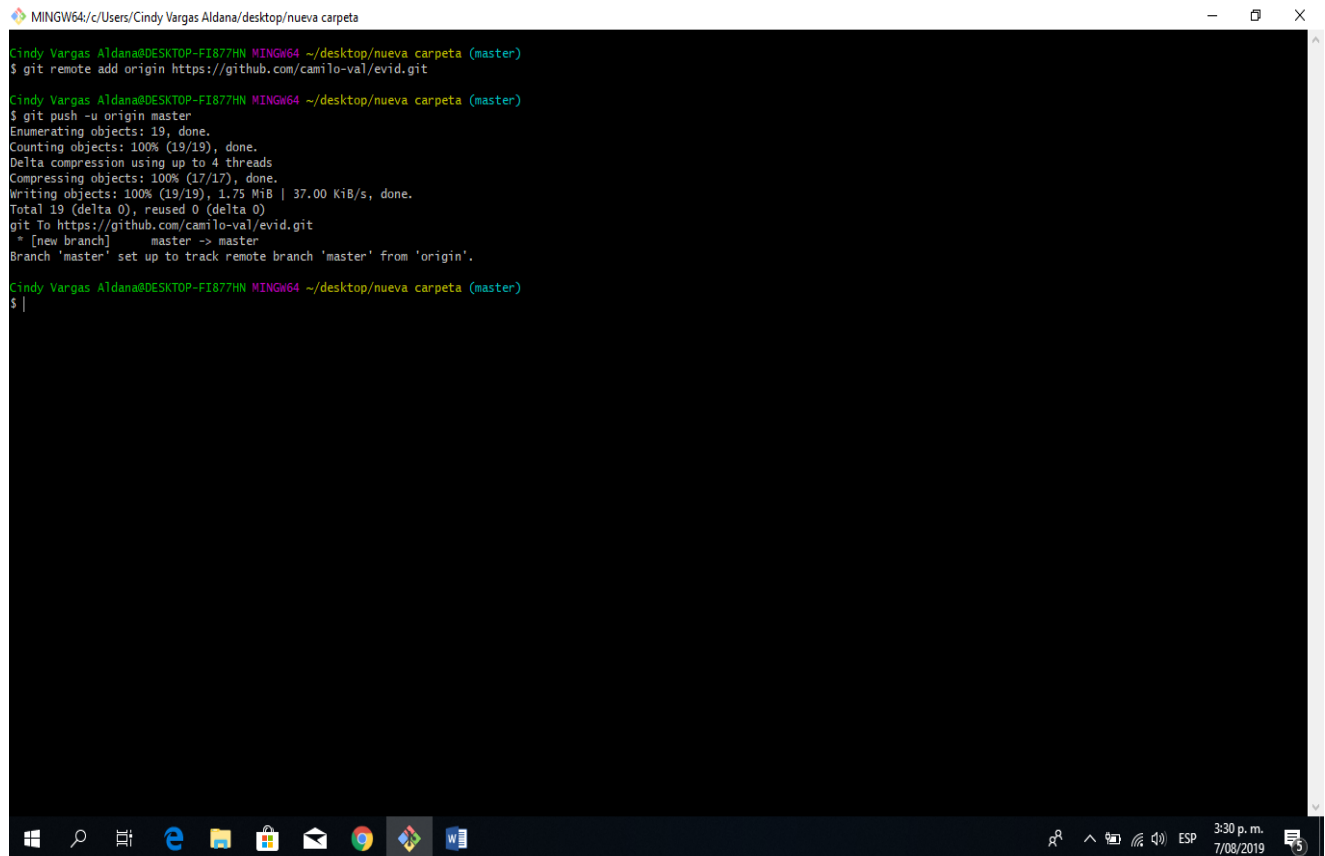 MINGW64:/c/Users/Cindy Vargas Aldana/desktop/nueva carpeta
Cindy Vargas Aldana@DESKTOP-FI877HN MINGW64 ~/desktop/nueva carpeta (master)
$ git remote add origin https://github.com/camilo-val/evid.git
Cindy Vargas Aldana@DESKTOP-FI877HN MINGW64 ~/desktop/nueva carpeta (master)
$ git push -u origin master
Enumerating objects: 19, done.
Counting objects: 100% (19/19), done.
Delta compression using up to 4 threads
Compressing objects: 100% (17/17), done.
Writing objects: 100% (19/19), 1.75 MiB | 37.00 KiB/s, done.
Total 19 (delta 0), reused 0 (delta 0)
git To https://github.com/camilo-val/evid.git
 * [new branch]      master -> master
Branch 'master' set up to track remote branch 'master' from 'origin'.
Cindy Vargas Aldana@DESKTOP-FI877HN MINGW64 ~/desktop/nueva carpeta (master)
$
ESP
3:30 p. m.
7/08/2019
5